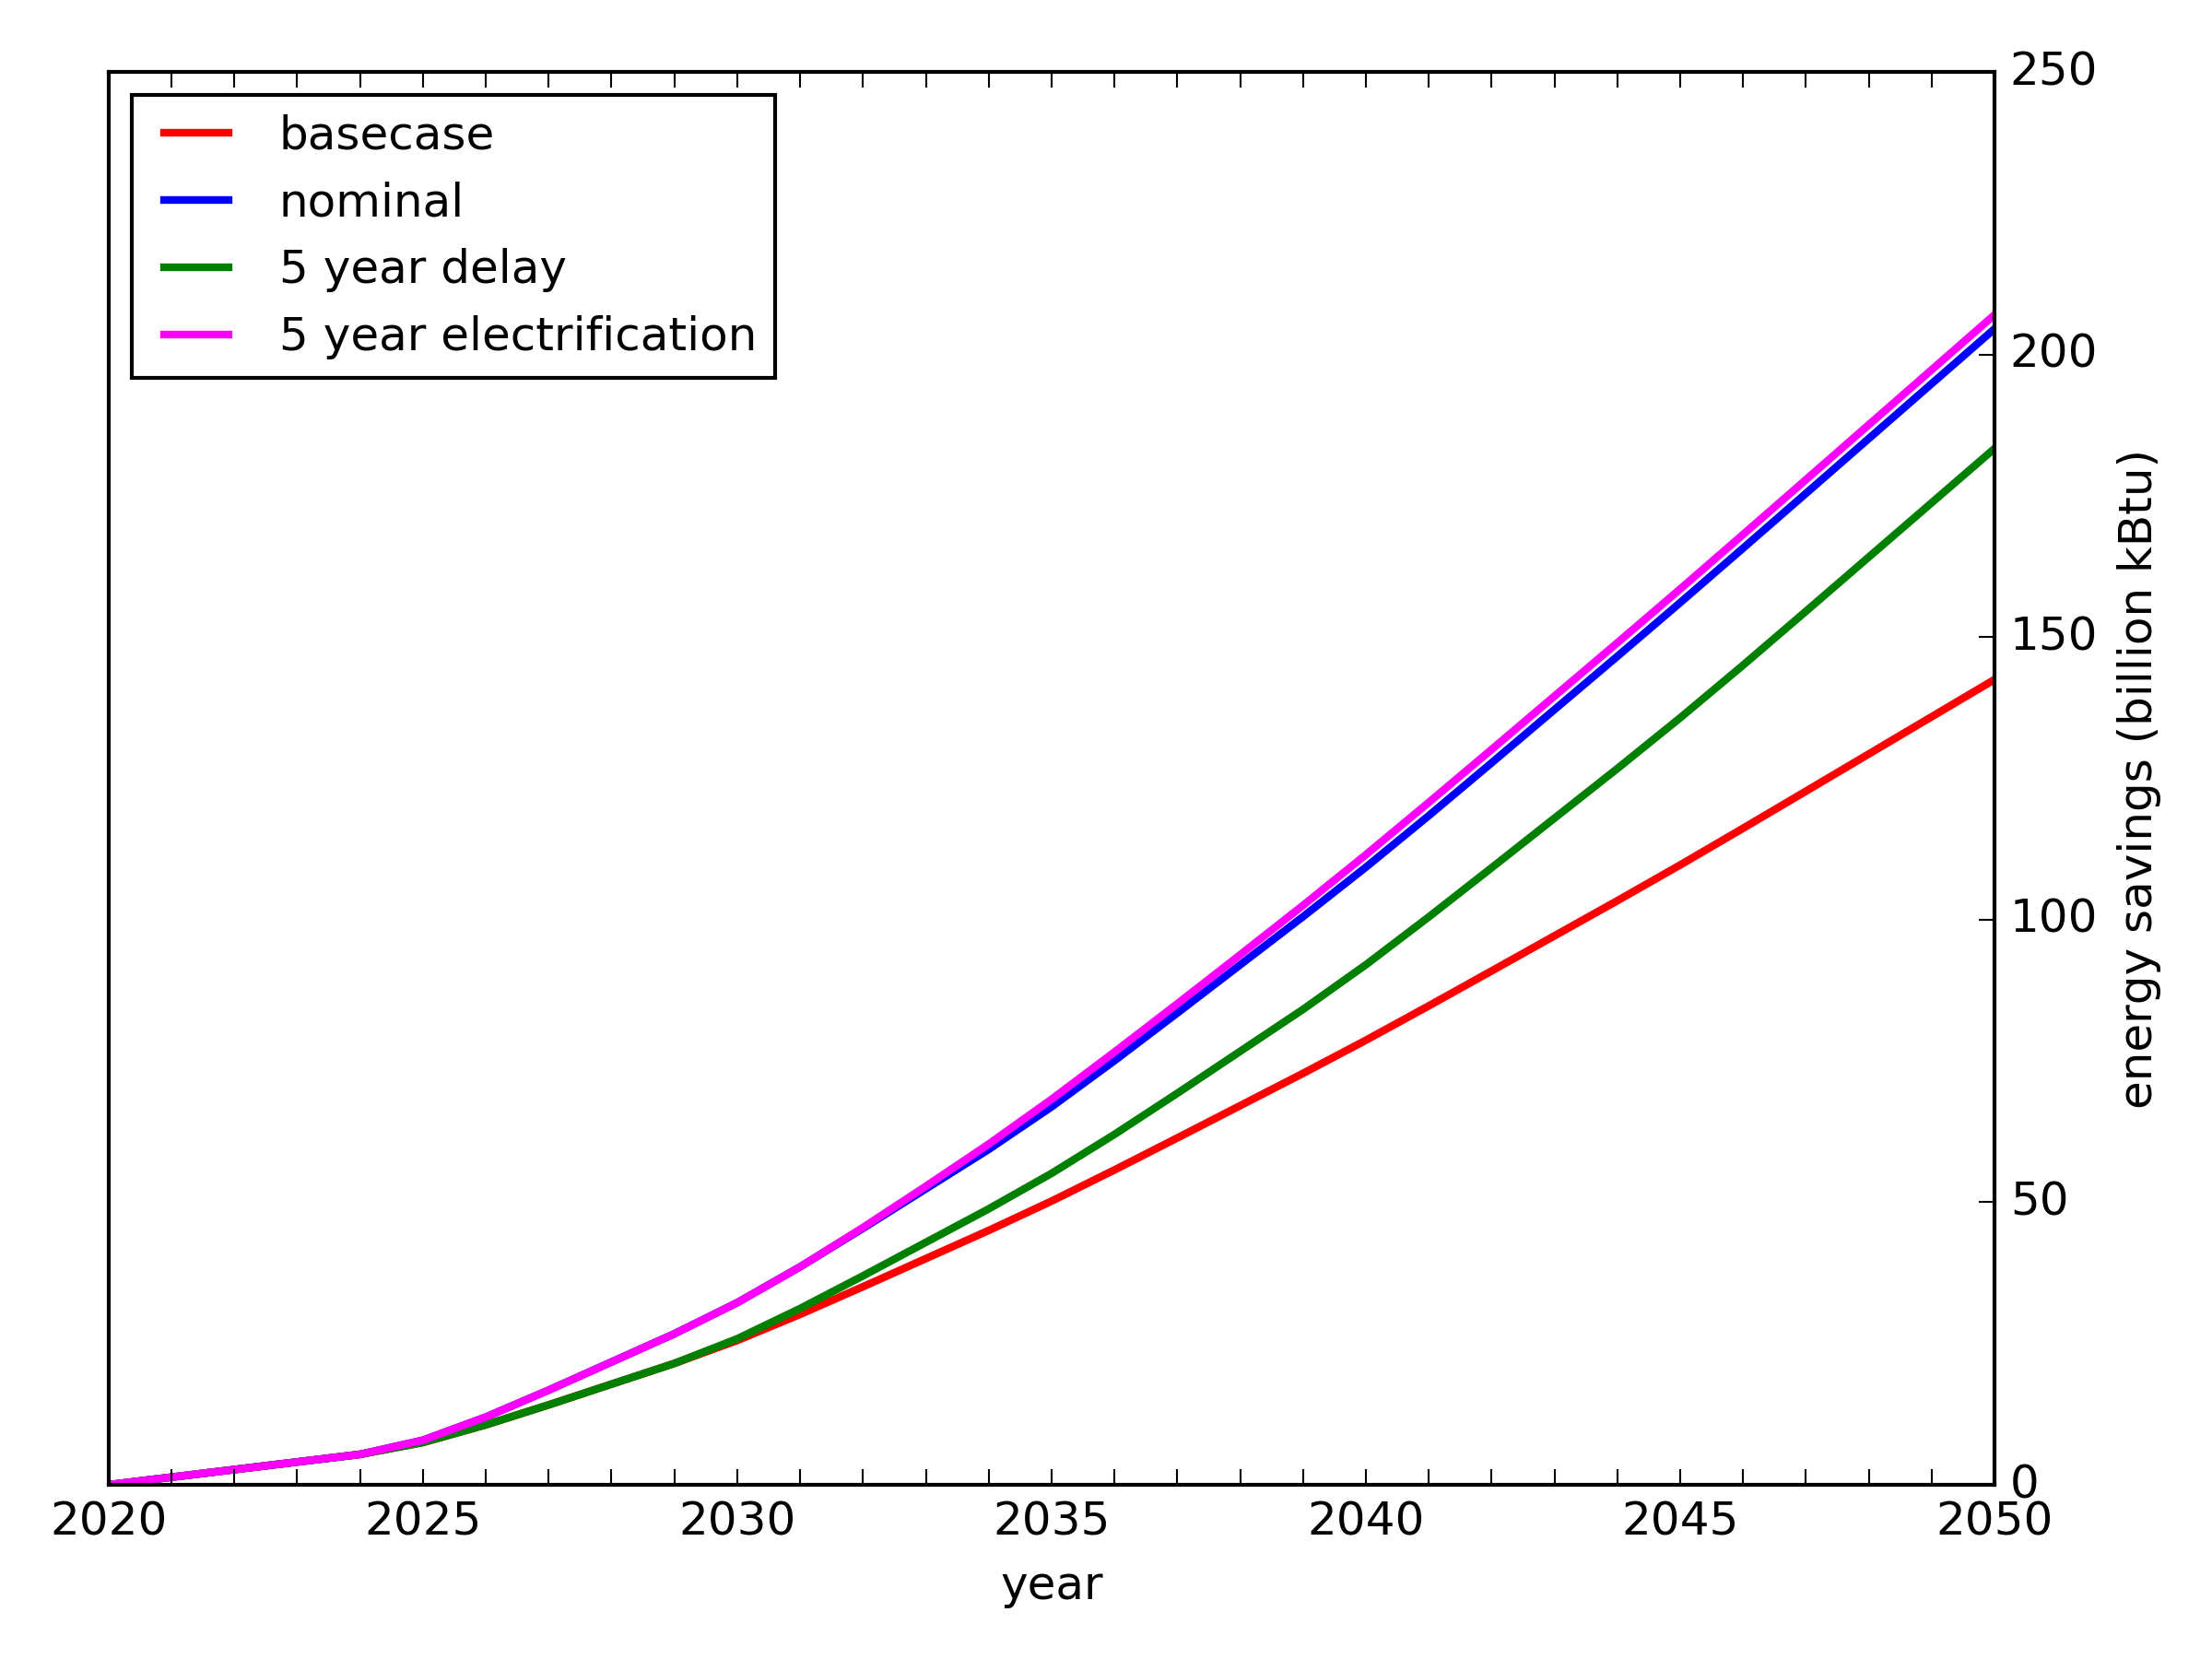 basecase
nominal
5 year delay
5 year electrification
250
200
150
100
50
0
energy savings (billion kBtu)
2020 2025 2030 2035 2040 2045 2050
year